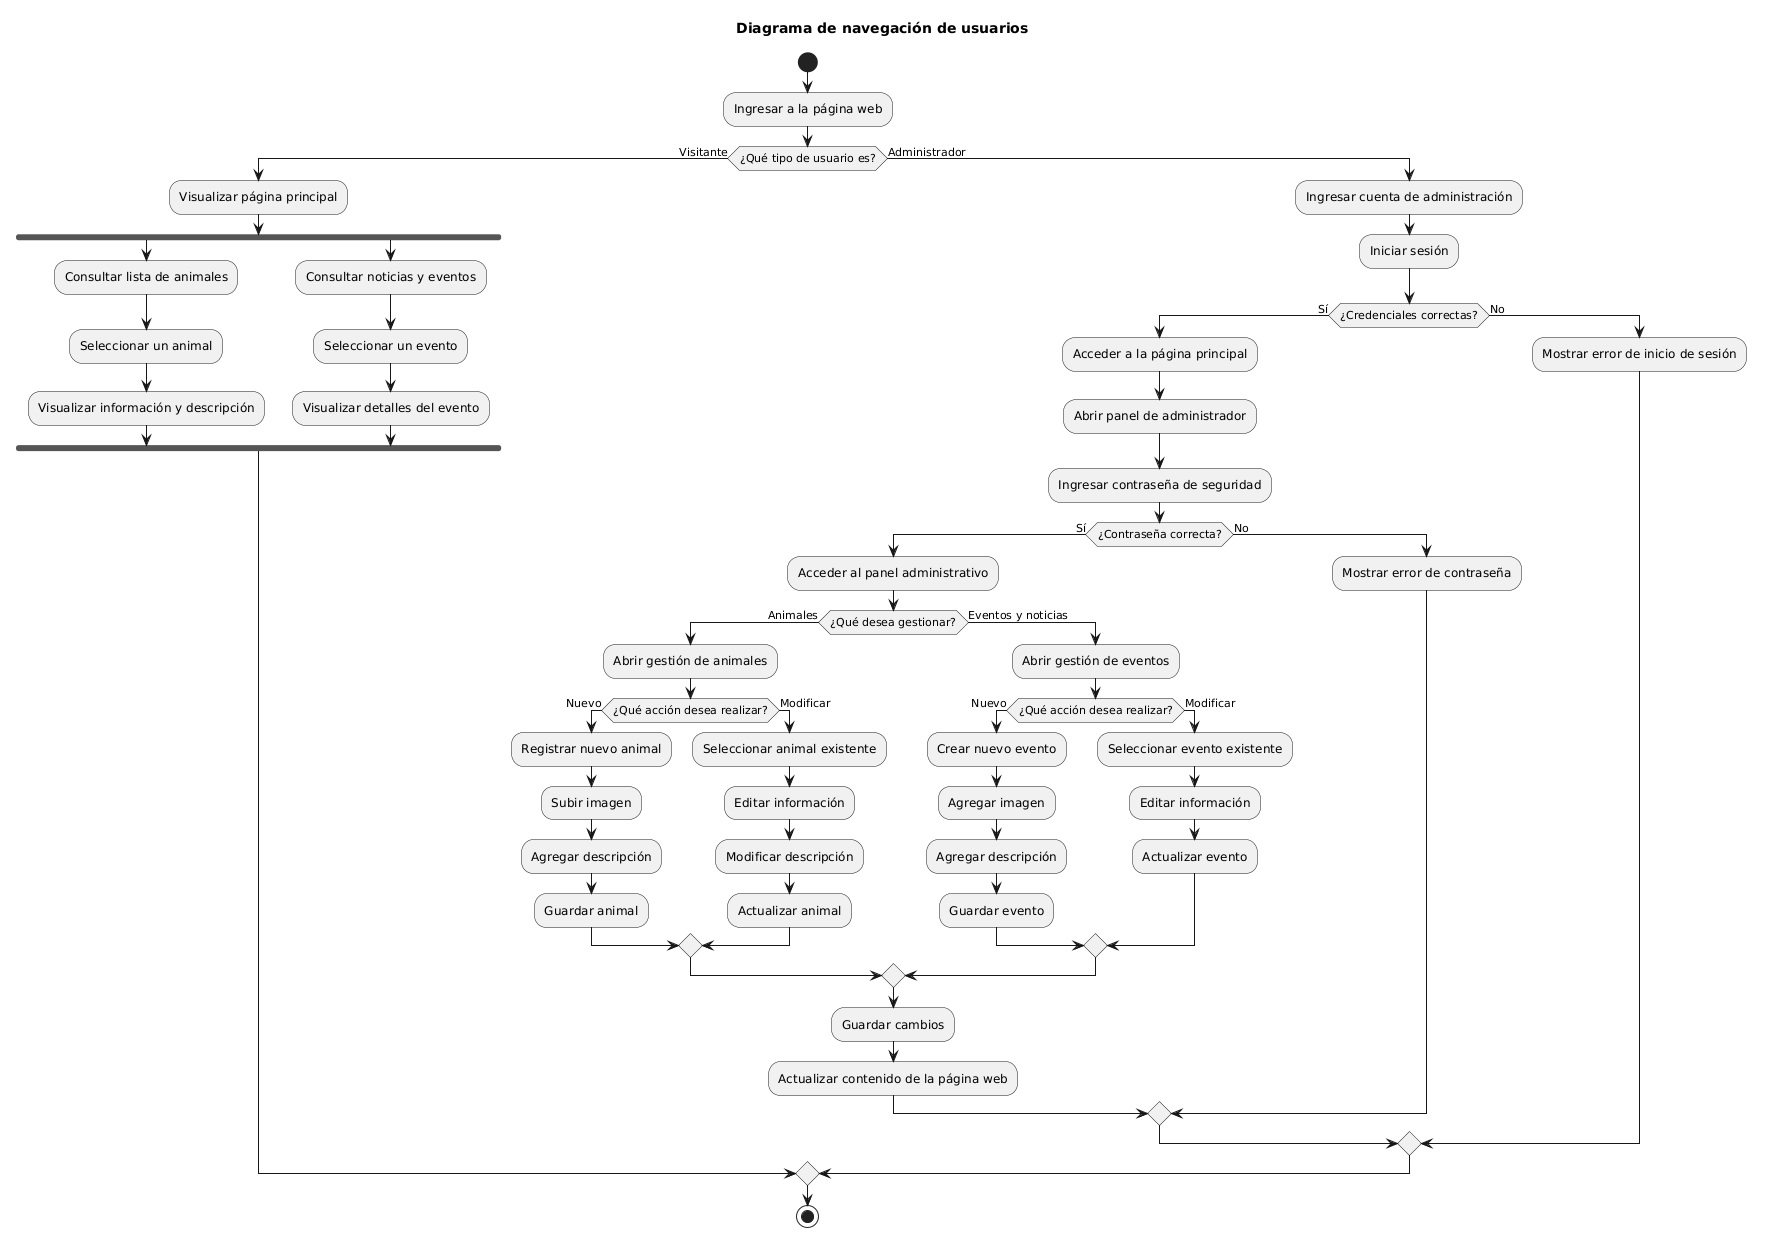 Diagrama de navegación de usuarios
Ingresar a la página web
Visitante
¿Qué tipo de usuario es?
Administrador
Visualizar página principal
Consultar lista de animales
Seleccionar un animal
Visualizar información y descripción
Consultar noticias y eventos
Seleccionar un evento
Visualizar detalles del evento
Ingresar cuenta de administración
Iniciar sesión
Sí
¿Credenciales correctas?
No
Acceder a la página principal
Abrir panel de administrador
Ingresar contraseña de seguridad
Sí
¿Contraseña correcta?
No
Acceder al panel administrativo
Animales
¿Qué desea gestionar?
Eventos y noticias
Abrir gestión de animales
Nuevo
¿Qué acción desea realizar?
Modificar
Registrar nuevo animal
Subir imagen
Agregar descripción
Guardar animal
Seleccionar animal existente
Editar información
Modificar descripción
Actualizar animal
Abrir gestión de eventos
Nuevo
¿Qué acción desea realizar?
Modificar
Crear nuevo evento
Agregar imagen
Agregar descripción
Guardar evento
Seleccionar evento existente
Editar información
Actualizar evento
Guardar cambios
Actualizar contenido de la página web
Mostrar error de contraseña
Mostrar error de inicio de sesión